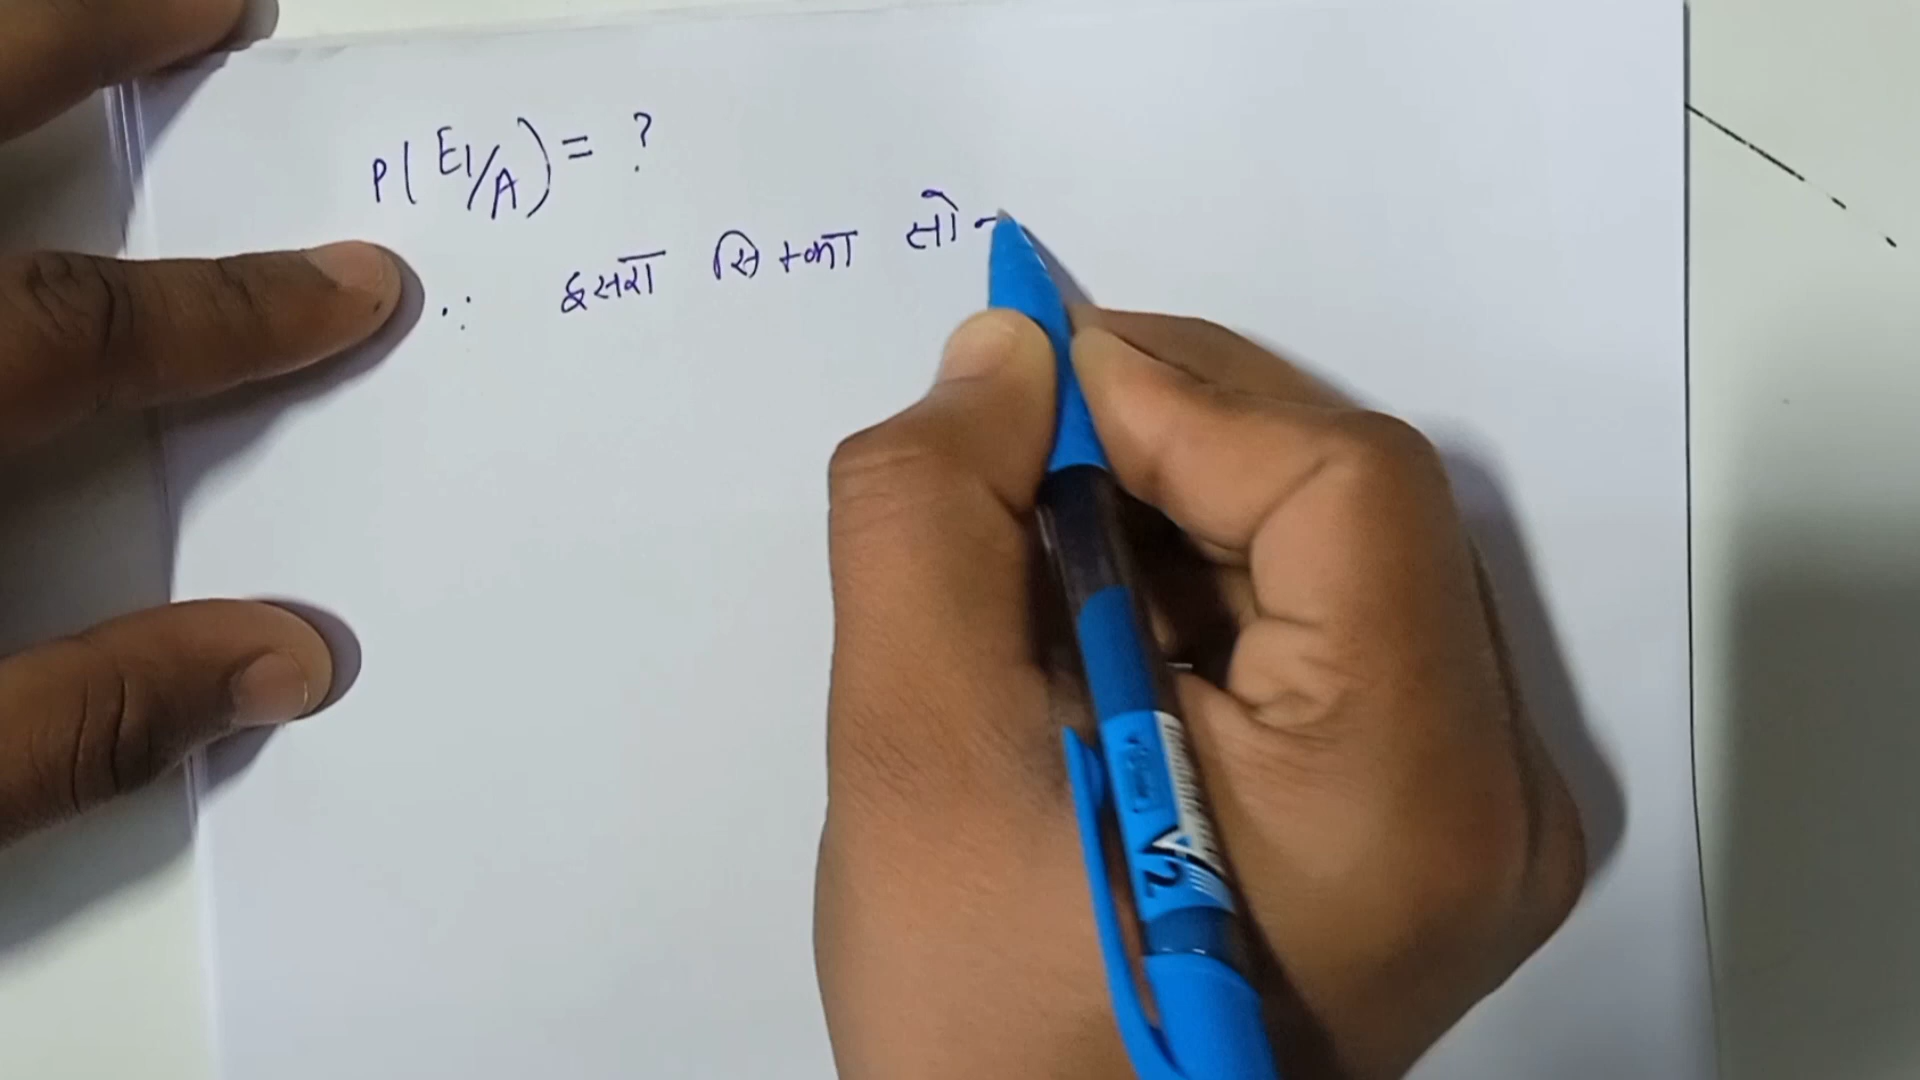 P(E1/A) = ?
∵ दूसरा सिक्का सो